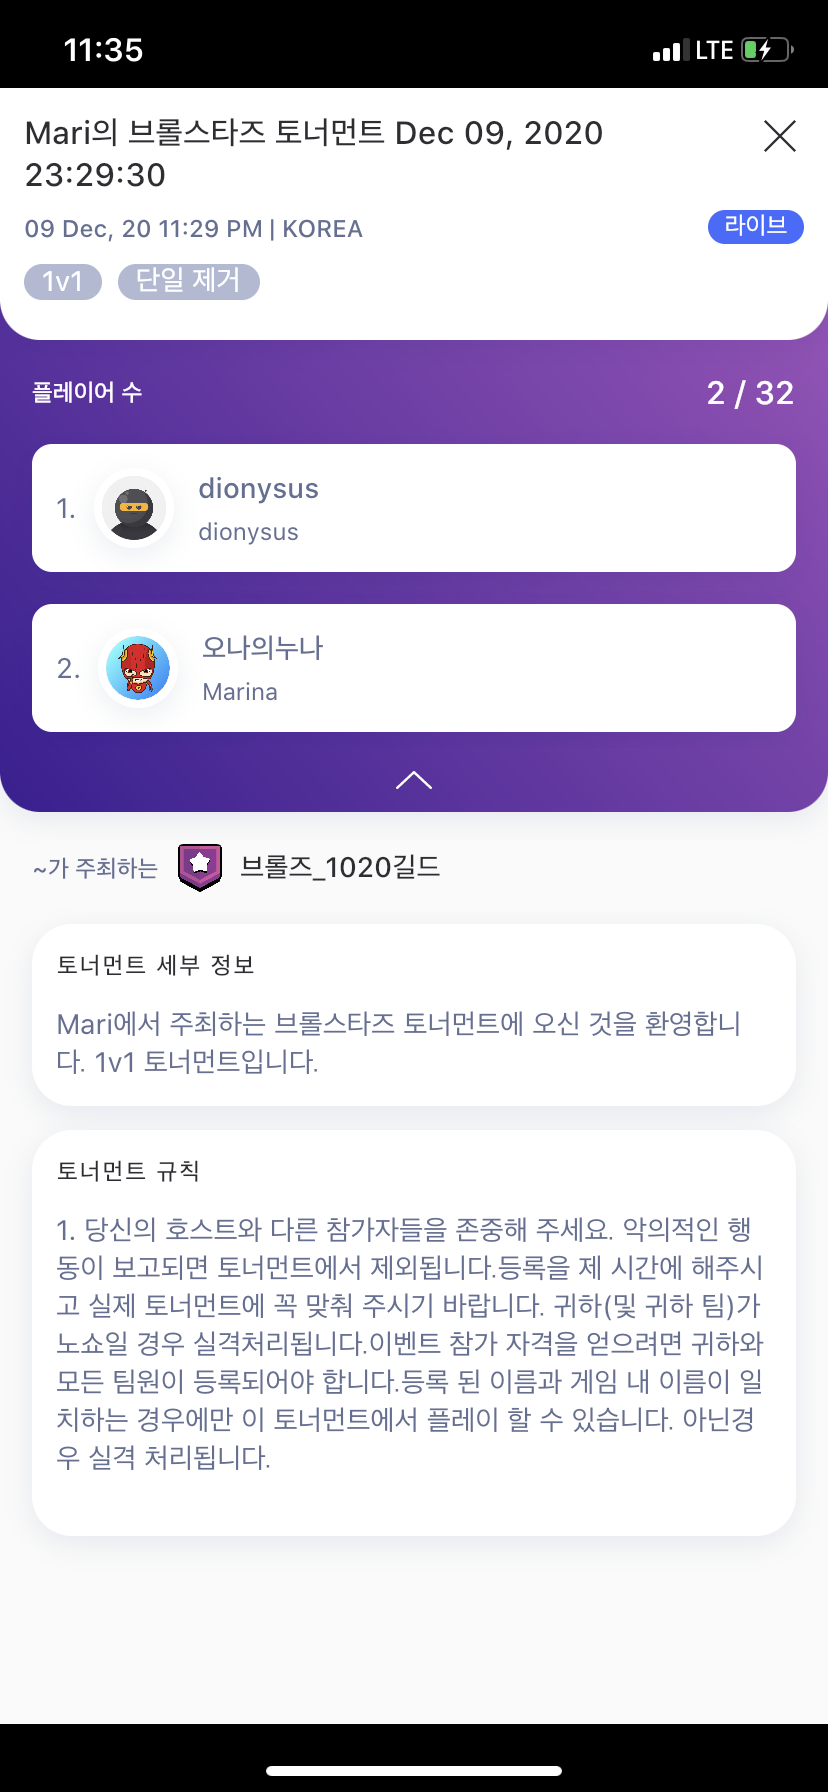 11:35
LTE
Mari의 브롤스타즈 토너먼트 Dec 09, 2020
23:29:30
09 Dec, 20 11:29 PM | KOREA
라이브
1v1 단일 제거
플레이어 수
2 / 32
1.
dionysus
dionysus
2.
오나의누나
Marina
~가 주최하는 브롤즈_1020길드
토너먼트 세부 정보
Mari에서 주최하는 브롤스타즈 토너먼트에 오신 것을 환영합니
다. 1v1 토너먼트입니다.
토너먼트 규칙
1. 당신의 호스트와 다른 참가자들을 존중해 주세요. 악의적인 행
동이 보고되면 토너먼트에서 제외됩니다.등록을 제 시간에 해주시
고 실제 토너먼트에 꼭 맞춰 주시기 바랍니다. 귀하(및 귀하 팀)가
노쇼일 경우 실격처리됩니다.이벤트 참가 자격을 얻으려면 귀하와
모든 팀원이 등록되어야 합니다.등록 된 이름과 게임 내 이름이 일
치하는 경우에만 이 토너먼트에서 플레이 할 수 있습니다. 아닌경
우 실격 처리됩니다.